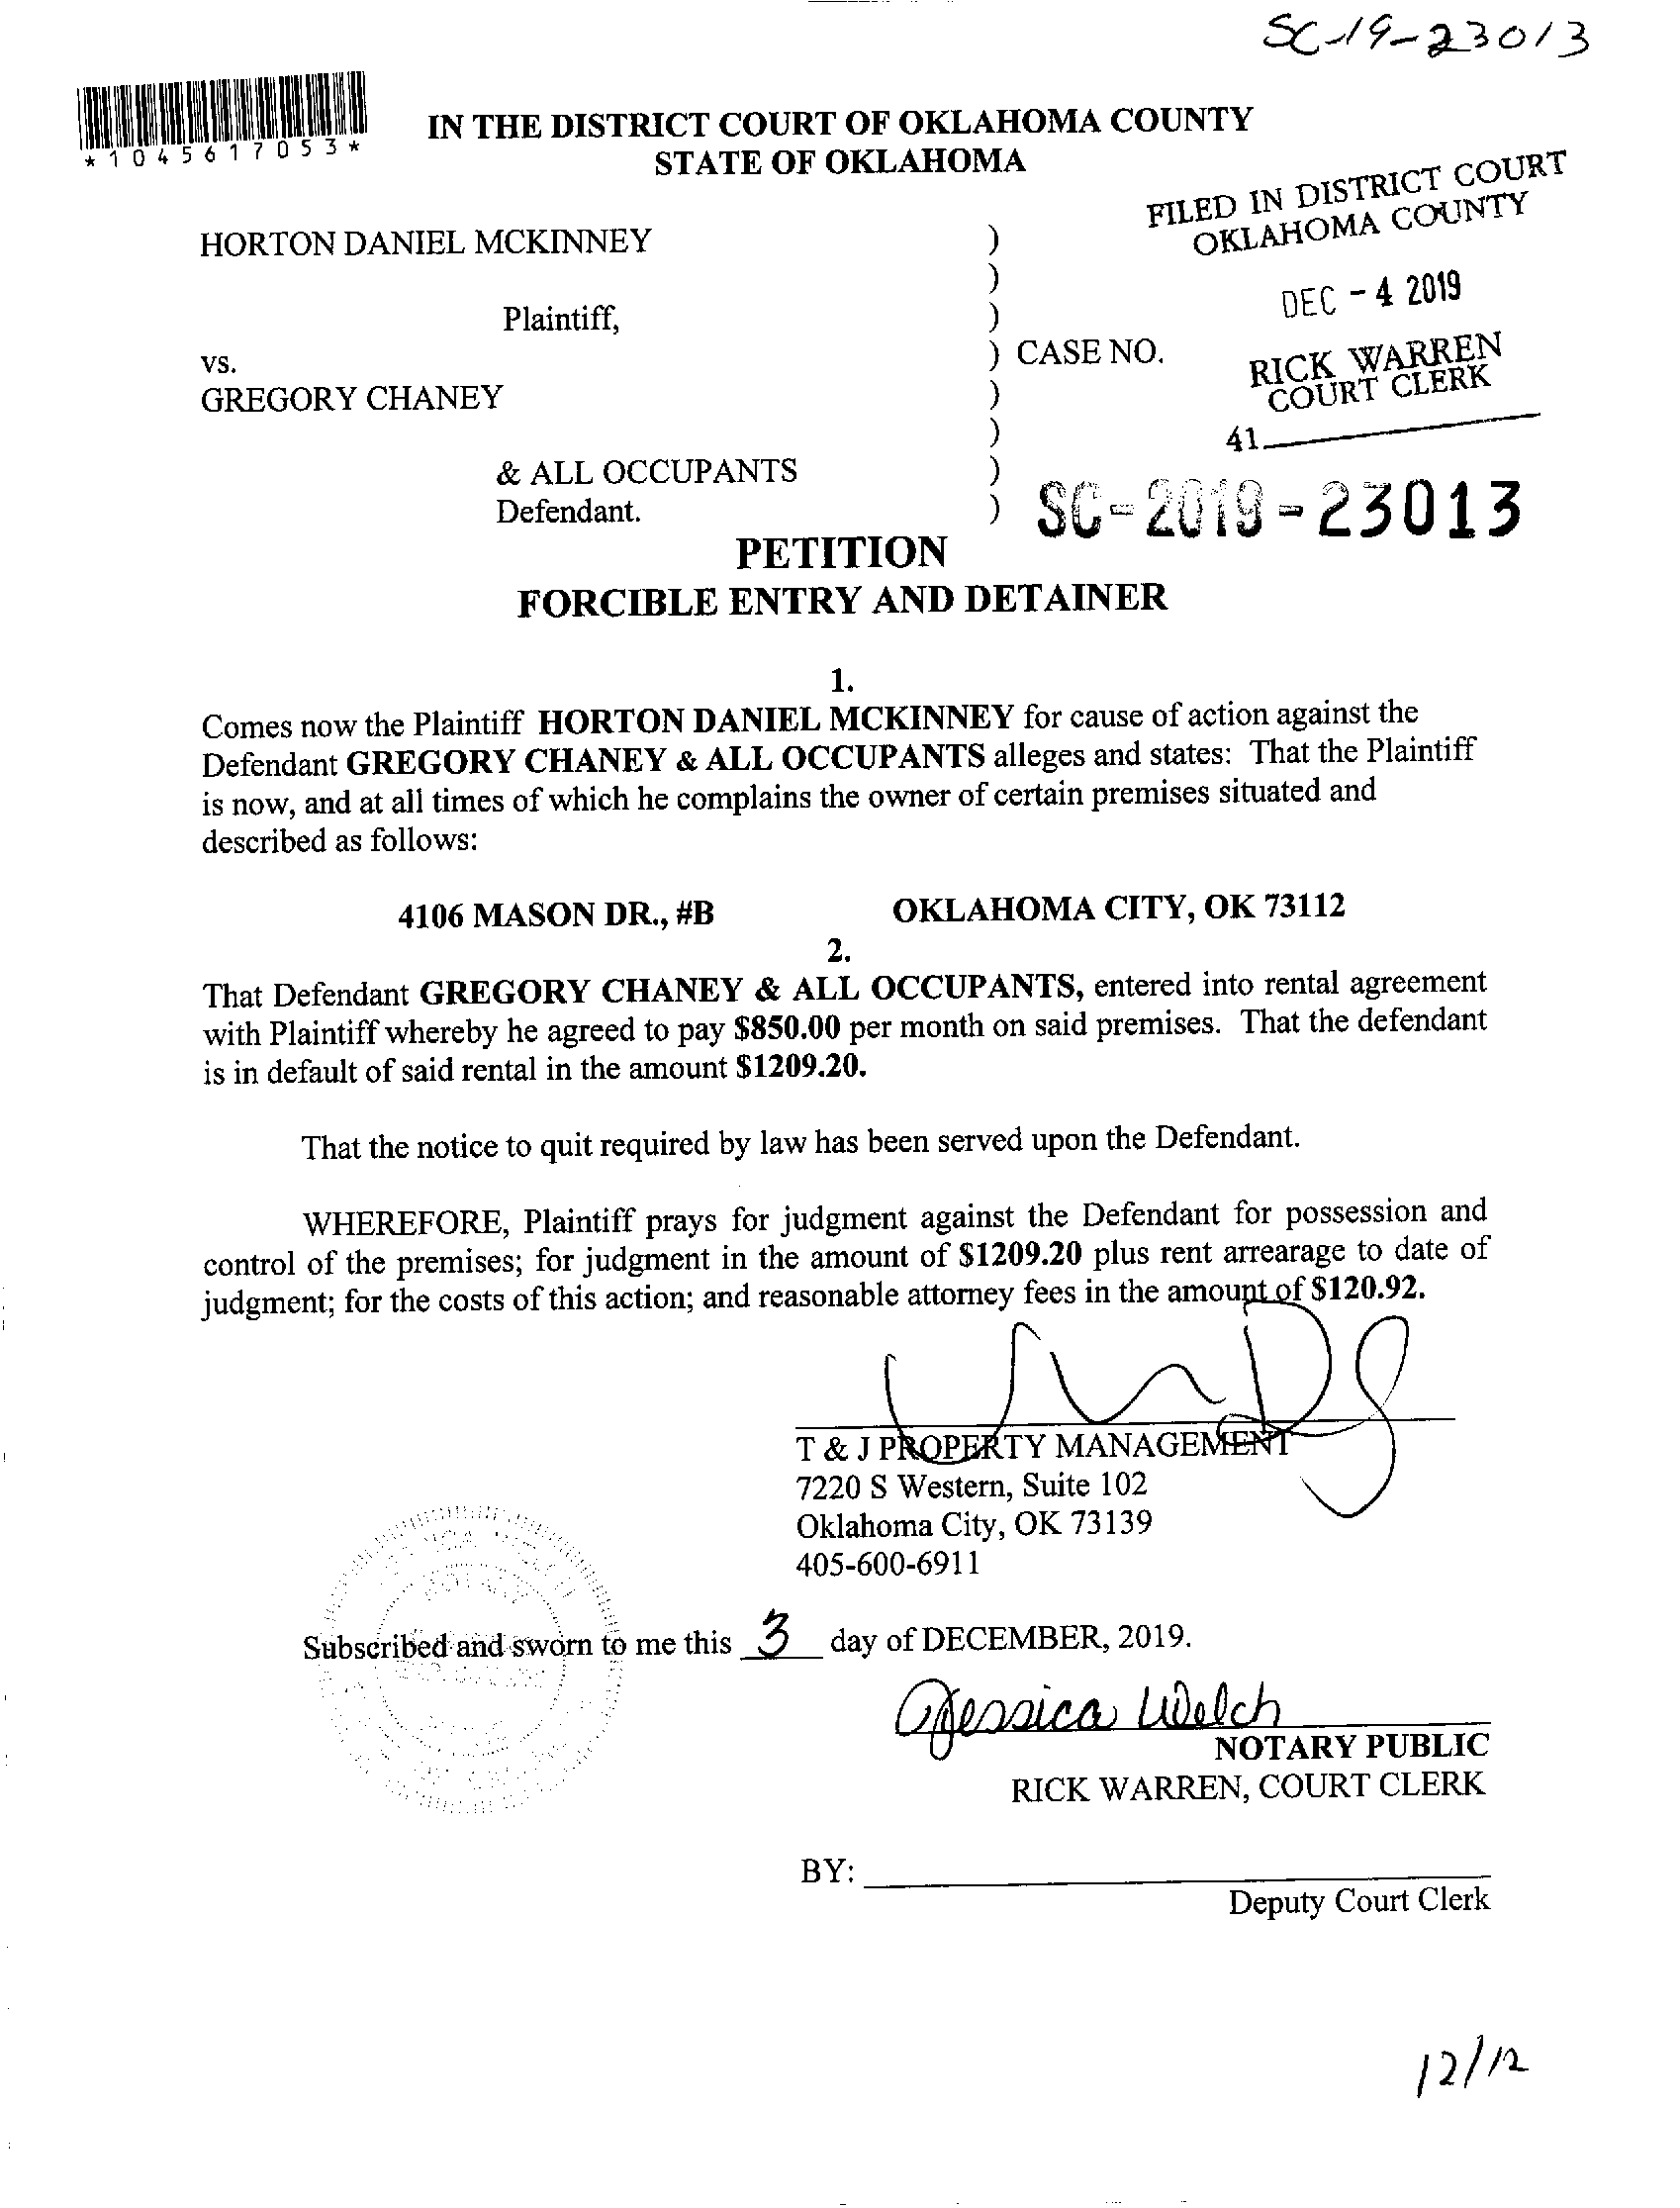 SC-19-23013
*1045617053*
IN THE DISTRICT COURT OF OKLAHOMA COUNTY
STATE OF OKLAHOMA
FILED IN DISTRICT COURT
OKLAHOMA COUNTY
HORTON DANIEL MCKINNEY )
)
DEC - 4 2019
Plaintiff, )
vs. ) CASE NO.
RICK WARREN
COURT CLERK
GREGORY CHANEY )
)
41
& ALL OCCUPANTS )
Defendant. ) SC-2019-23013
PETITION
FORCIBLE ENTRY AND DETAINER
1.
Comes now the Plaintiff HORTON DANIEL MCKINNEY for cause of action against the
Defendant GREGORY CHANEY & ALL OCCUPANTS alleges and states: That the Plaintiff
is now, and at all times of which he complains the owner of certain premises situated and
described as follows:
4106 MASON DR., #B OKLAHOMA CITY, OK 73112
2.
That Defendant GREGORY CHANEY & ALL OCCUPANTS, entered into rental agreement
with Plaintiff whereby he agreed to pay $850.00 per month on said premises. That the defendant
is in default of said rental in the amount $1209.20.
That the notice to quit required by law has been served upon the Defendant.
WHEREFORE, Plaintiff prays for judgment against the Defendant for possession and
control of the premises; for judgment in the amount of $1209.20 plus rent arrearage to date of
judgment; for the costs of this action; and reasonable attorney fees in the amount of $120.92.
T & J PROPERTY MANAGEMENT
7220 S Western, Suite 102
Oklahoma City, OK 73139
405-600-6911
Subscribed and sworn to me this 3 day of DECEMBER, 2019.
Jessica Welch
NOTARY PUBLIC
RICK WARREN, COURT CLERK
BY:
Deputy Court Clerk
12/12